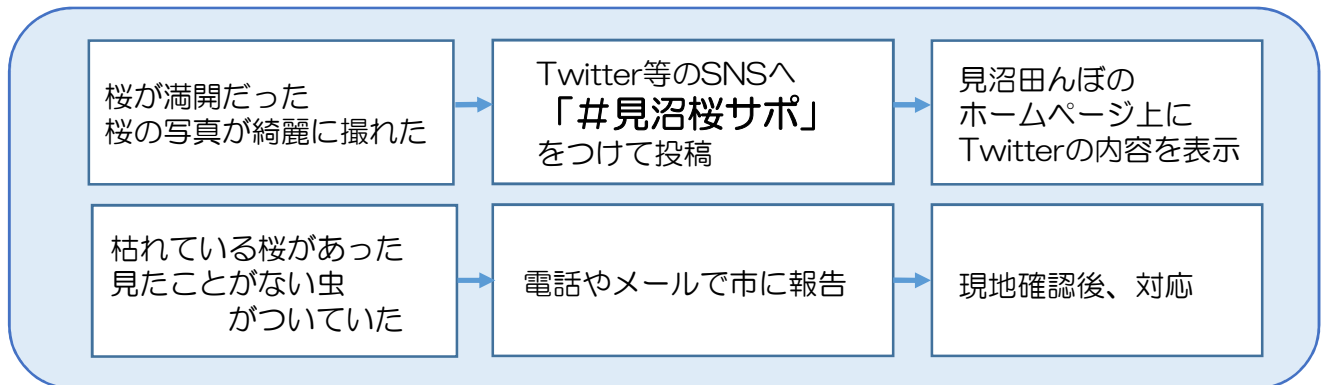 桜が満開だった
桜の写真が綺麗に撮れた
Twitter等のSNSへ
「#見沼桜サポ」
をつけて投稿
見沼田んぼの
ホームページ上に
Twitterの内容を表示
枯れている桜があった
見たことがない虫
がついていた
電話やメールで市に報告
現地確認後、対応